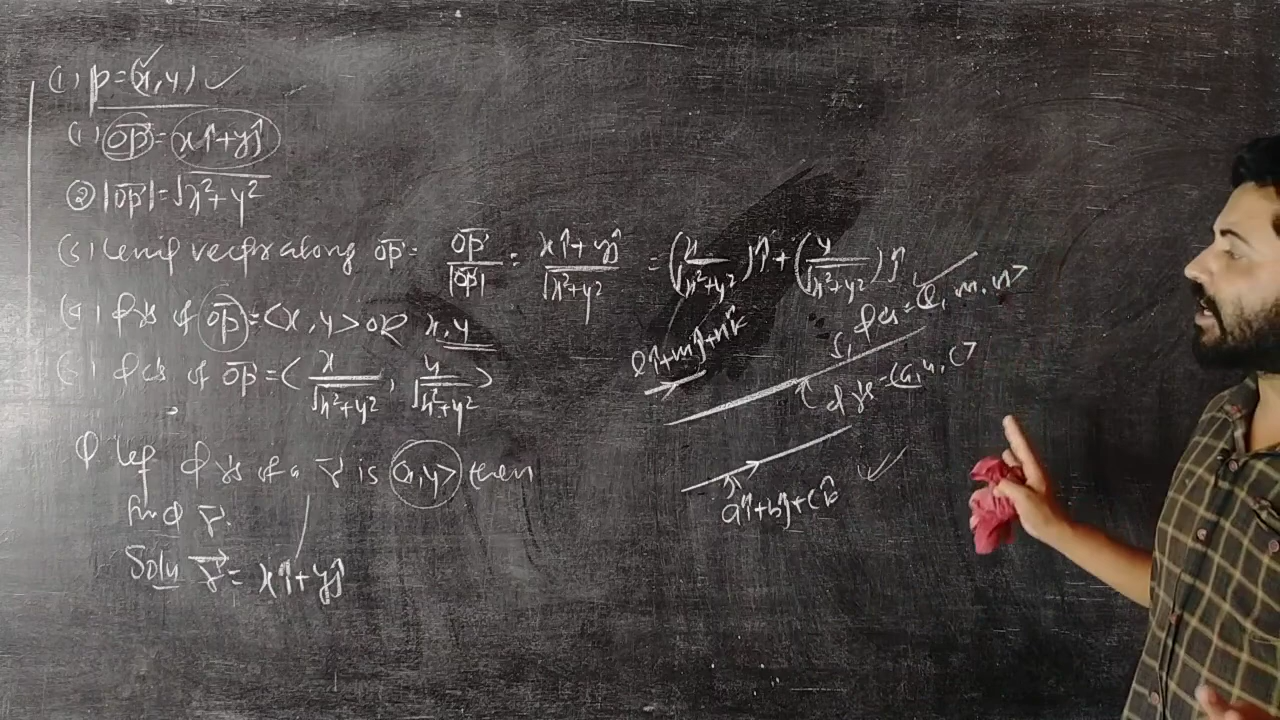 (1) P=(x,y) ✓
(1) OP⃗ = xî+yĵ
② |OP⃗|=√x²+y²
(3) Unit vector along OP⃗ = OP⃗/|OP⃗| = xî+yĵ/√x²+y² = (x/√x²+y²)î+(y/√x²+y²)ĵ
(4) d r's of OP⃗ = <x,y> OR x,y
(5) d c's of OP⃗ = <x/√x²+y², y/√x²+y²>
Q let d r's of a r⃗ is <x,y> then
find r⃗.
Soln r⃗ = xî+yĵ
lî+mĵ+nk̂
dcs = <l, m, n>
d rs = <a, b, c>
aî+bĵ+ck̂